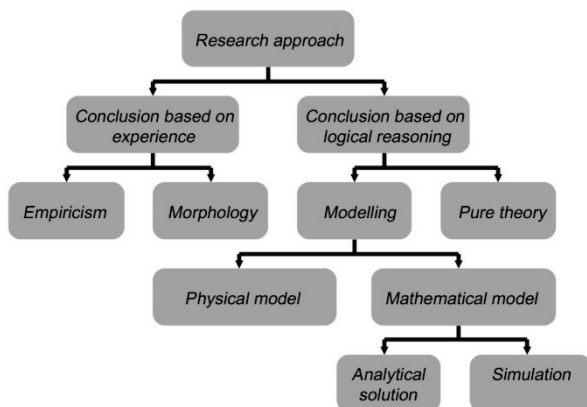 Research approach
Conclusion based on
experience
Conclusion based on
logical reasoning
Empiricism
Morphology
Modelling
Pure theory
Physical model
Mathematical model
Analytical
solution
Simulation